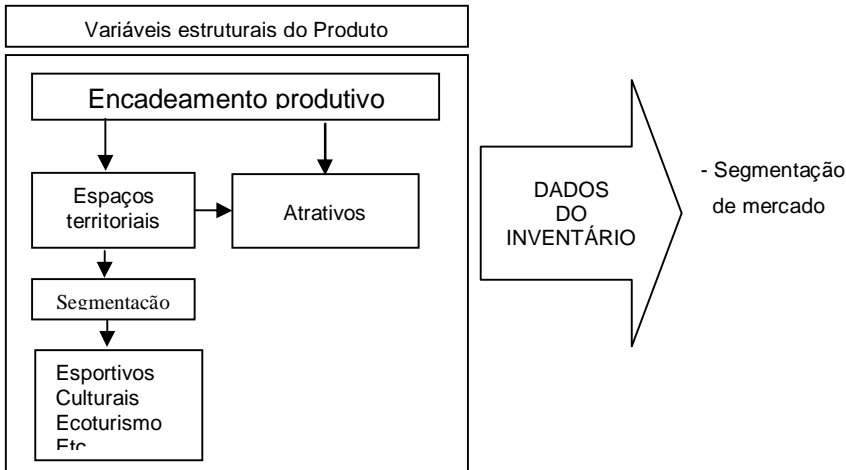 Variáveis estruturais do Produto
Encadeamento produtivo
Espaços
territoriais
Atrativos
Segmentação
Esportivos
Culturais
Ecoturismo
Etc
DADOS
DO
INVENTÁRIO
- Segmentação
de mercado